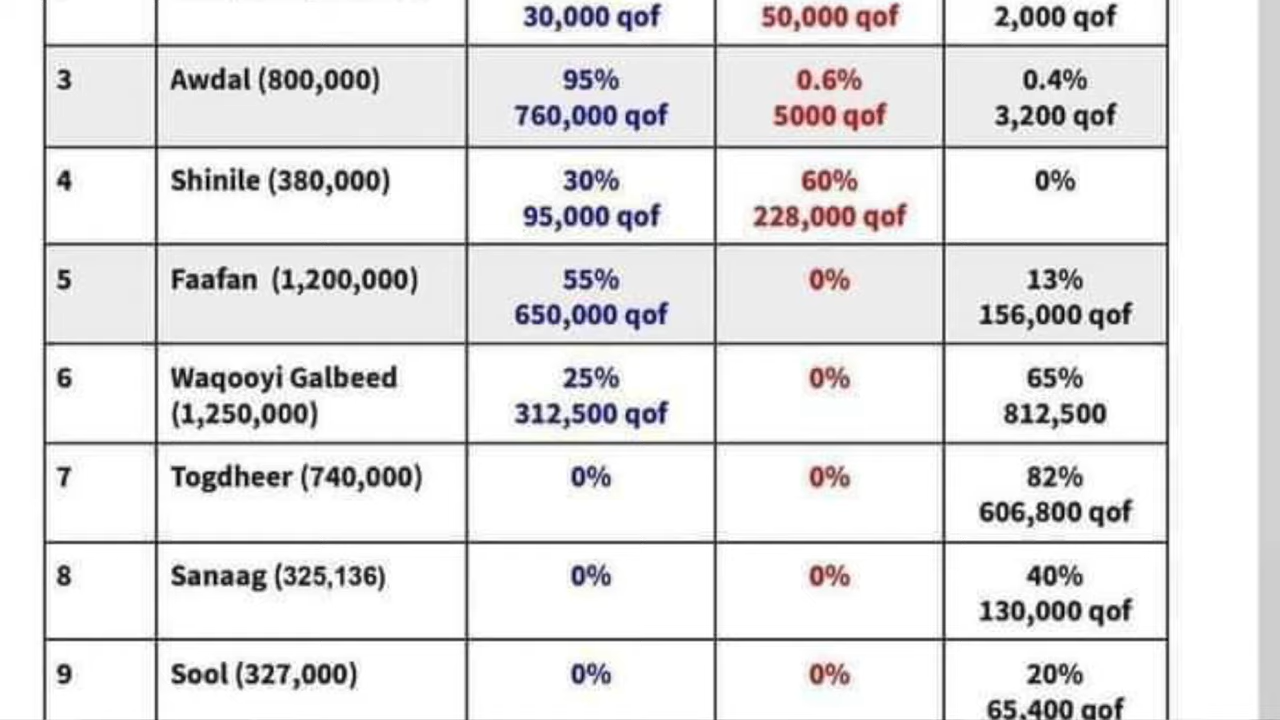 30,000 qof 50,000 qof 2,000 qof
3 Awdal (800,000) 95% 0.6% 0.4%
760,000 qof 5000 qof 3,200 qof
4 Shinile (380,000) 30% 60% 0%
95,000 qof 228,000 qof
5 Faafan (1,200,000) 55% 0% 13%
650,000 qof 156,000 qof
6 Waqooyi Galbeed 25% 0% 65%
(1,250,000) 312,500 qof 812,500
7 Togdheer (740,000) 0% 0% 82%
606,800 qof
8 Sanaag (325,136) 0% 0% 40%
130,000 qof
9 Sool (327,000) 0% 0% 20%
65,400 qof